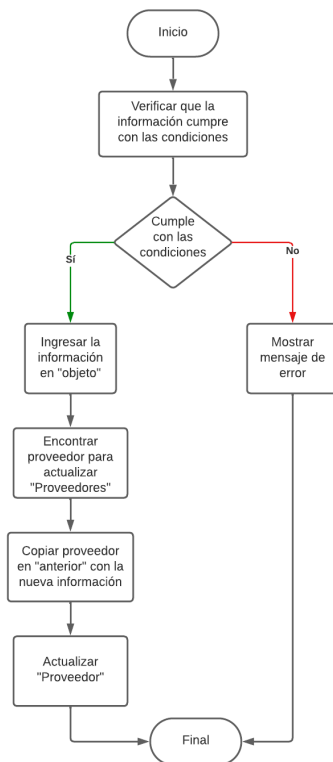 Inicio
Verificar que la
información cumpre
con las condiciones
Cumple
con las
condiciones
Sí
No
Ingresar la
información
en "objeto"
Mostrar
mensaje de
error
Encontrar
proveedor para
actualizar
"Proveedores"
Copiar proveedor
en "anterior" con la
nueva información
Actualizar
"Proveedor"
Final